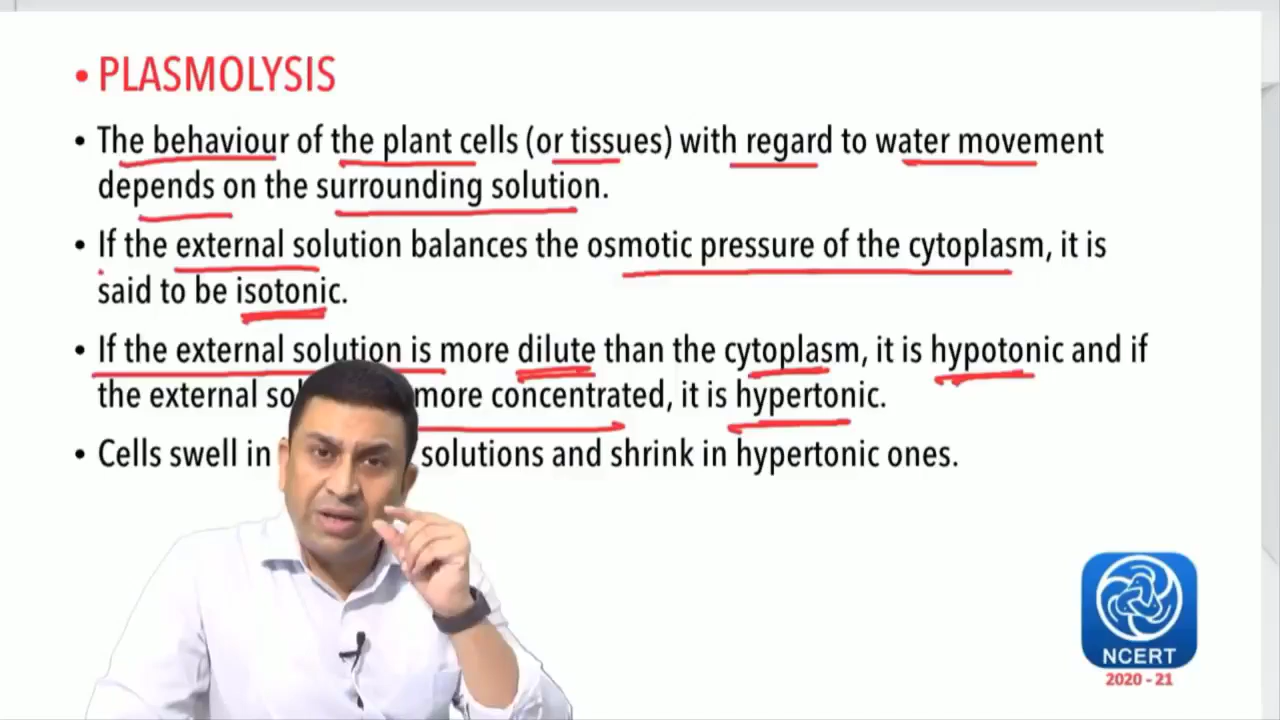 • PLASMOLYSIS
• The behaviour of the plant cells (or tissues) with regard to water movement
depends on the surrounding solution.
• If the external solution balances the osmotic pressure of the cytoplasm, it is
said to be isotonic.
• If the external solution is more dilute than the cytoplasm, it is hypotonic and if
the external more concentrated, it is hypertonic.
• Cells swell in solutions and shrink in hypertonic ones.
NCERT
2020 - 21